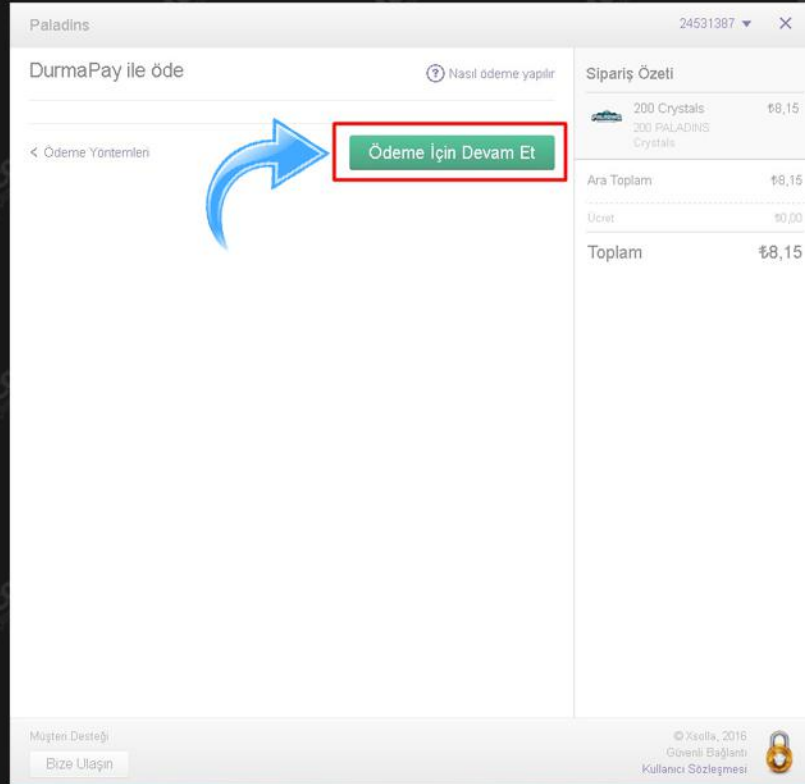 Paladins
24531387
DurmaPay ile öde
Nasıl ödeme yapılır
< Ödeme Yöntemleri
Ödeme İçin Devam Et
Sipariş Özeti
200 Crystals ₺8,15
200 PALADINS
Crystals
Ara Toplam ₺8,15
Ücret ₺0,00
Toplam ₺8,15
Müşteri Desteği
Bize Ulaşın
© Xsolla, 2016
Güvenli Bağlantı
Kullanıcı Sözleşmesi